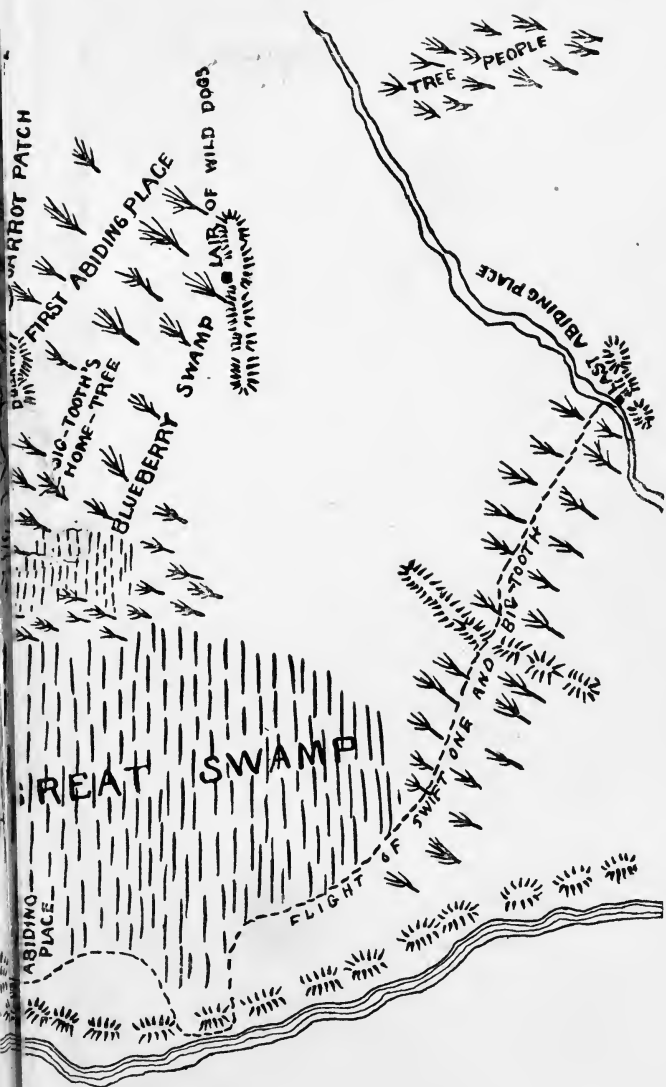 TREE PEOPLE
CARROT PATCH
FIRST ABIDING PLACE
LAIR OF WILD DOGS
BIG-TOOTH'S
HOME-TREE
BLUEBERRY SWAMP
LAST ABIDING PLACE
REAT SWAMP
FLIGHT OF SWIFT ONE AND BIG-TOOTH
ABIDING
PLACE